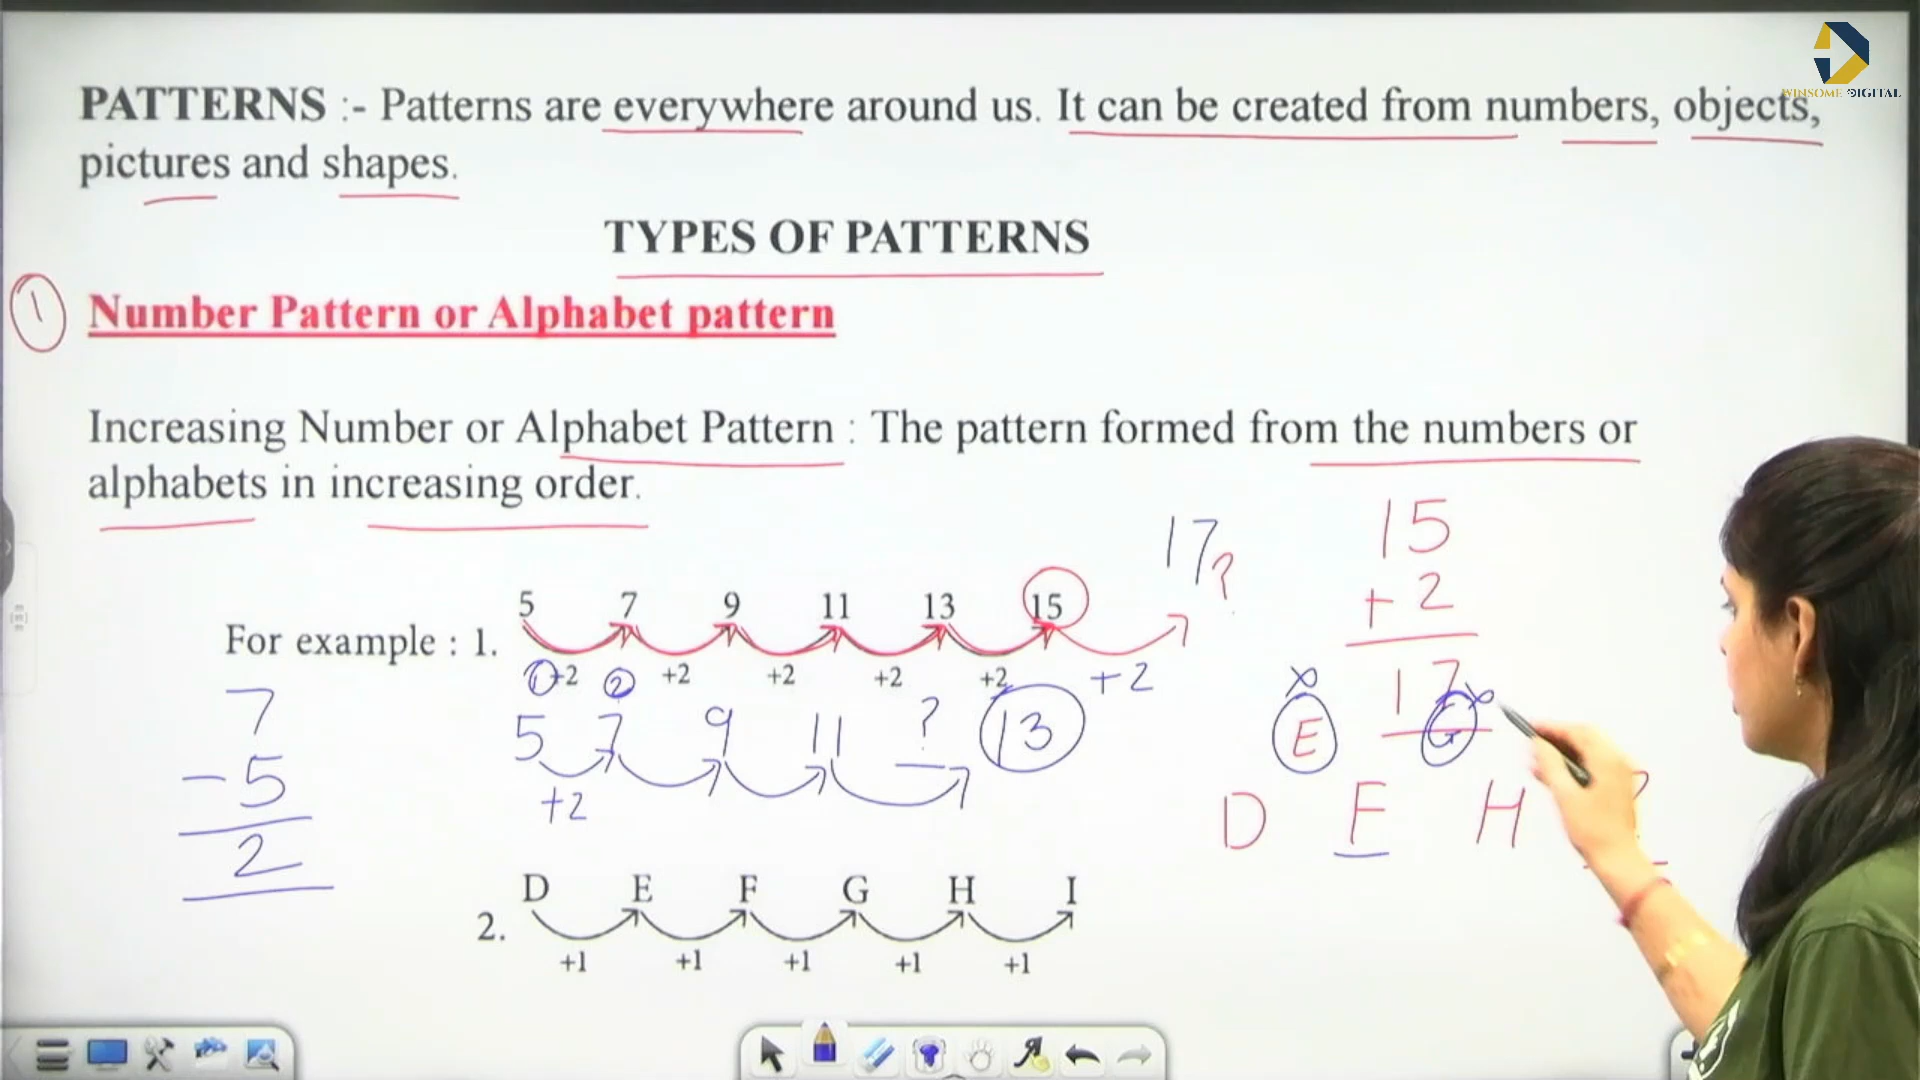 WINSOME DIGITAL
PATTERNS :- Patterns are everywhere around us. It can be created from numbers, objects,
pictures and shapes.
TYPES OF PATTERNS
1 Number Pattern or Alphabet pattern
Increasing Number or Alphabet Pattern : The pattern formed from the numbers or
alphabets in increasing order.
For example : 1.
5 7 9 11 13 15 17?
+2 +2 +2 +2 +2 +2
1 2
5 7 9 11 ? 13
+2
7
- 5
2
15
+ 2
17
E G
D F H ?
2.
D E F G H I
+1 +1 +1 +1 +1